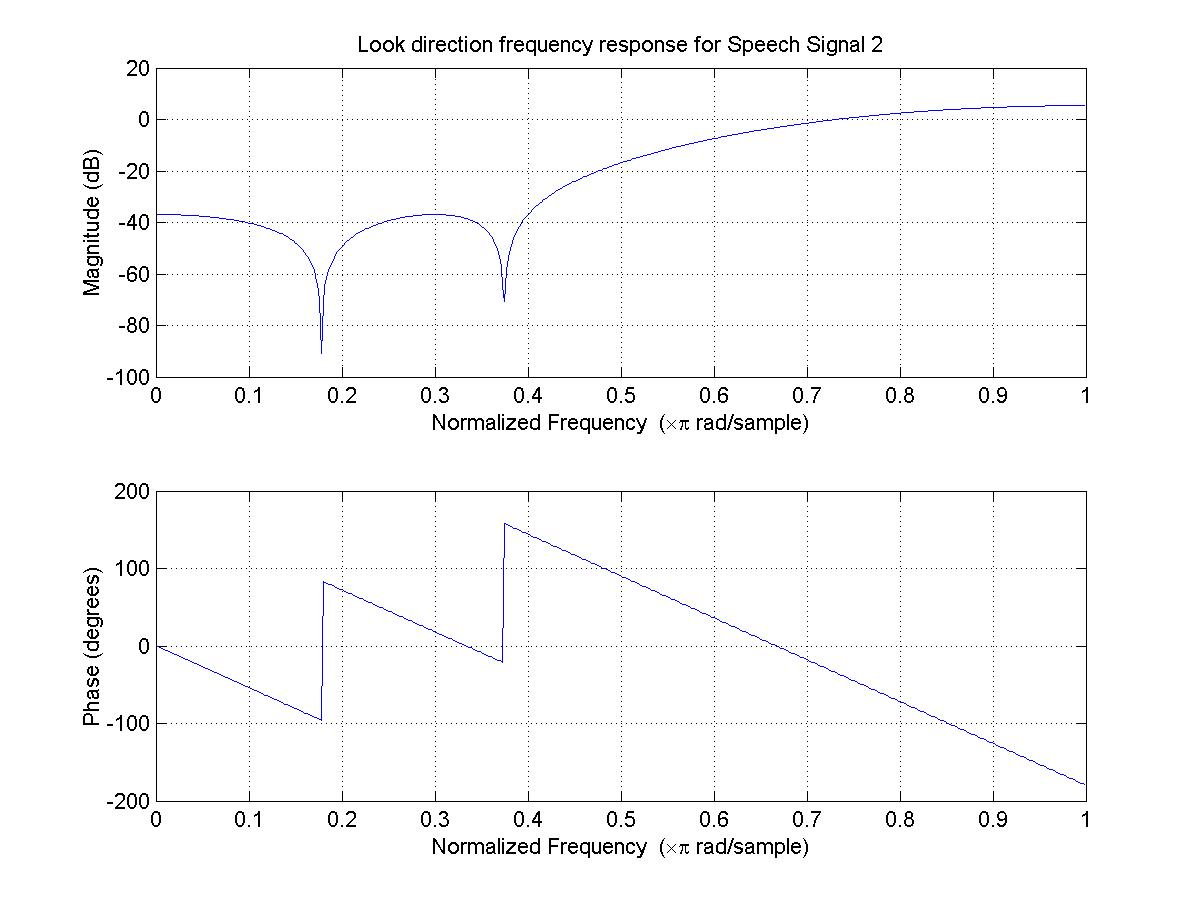 Look direction frequency response for Speech Signal 2
20
0
-20
-40
-60
-80
-100
Magnitude (dB)
0 0.1 0.2 0.3 0.4 0.5 0.6 0.7 0.8 0.9 1
Normalized Frequency (×π rad/sample)
200
100
0
-100
-200
Phase (degrees)
0 0.1 0.2 0.3 0.4 0.5 0.6 0.7 0.8 0.9 1
Normalized Frequency (×π rad/sample)